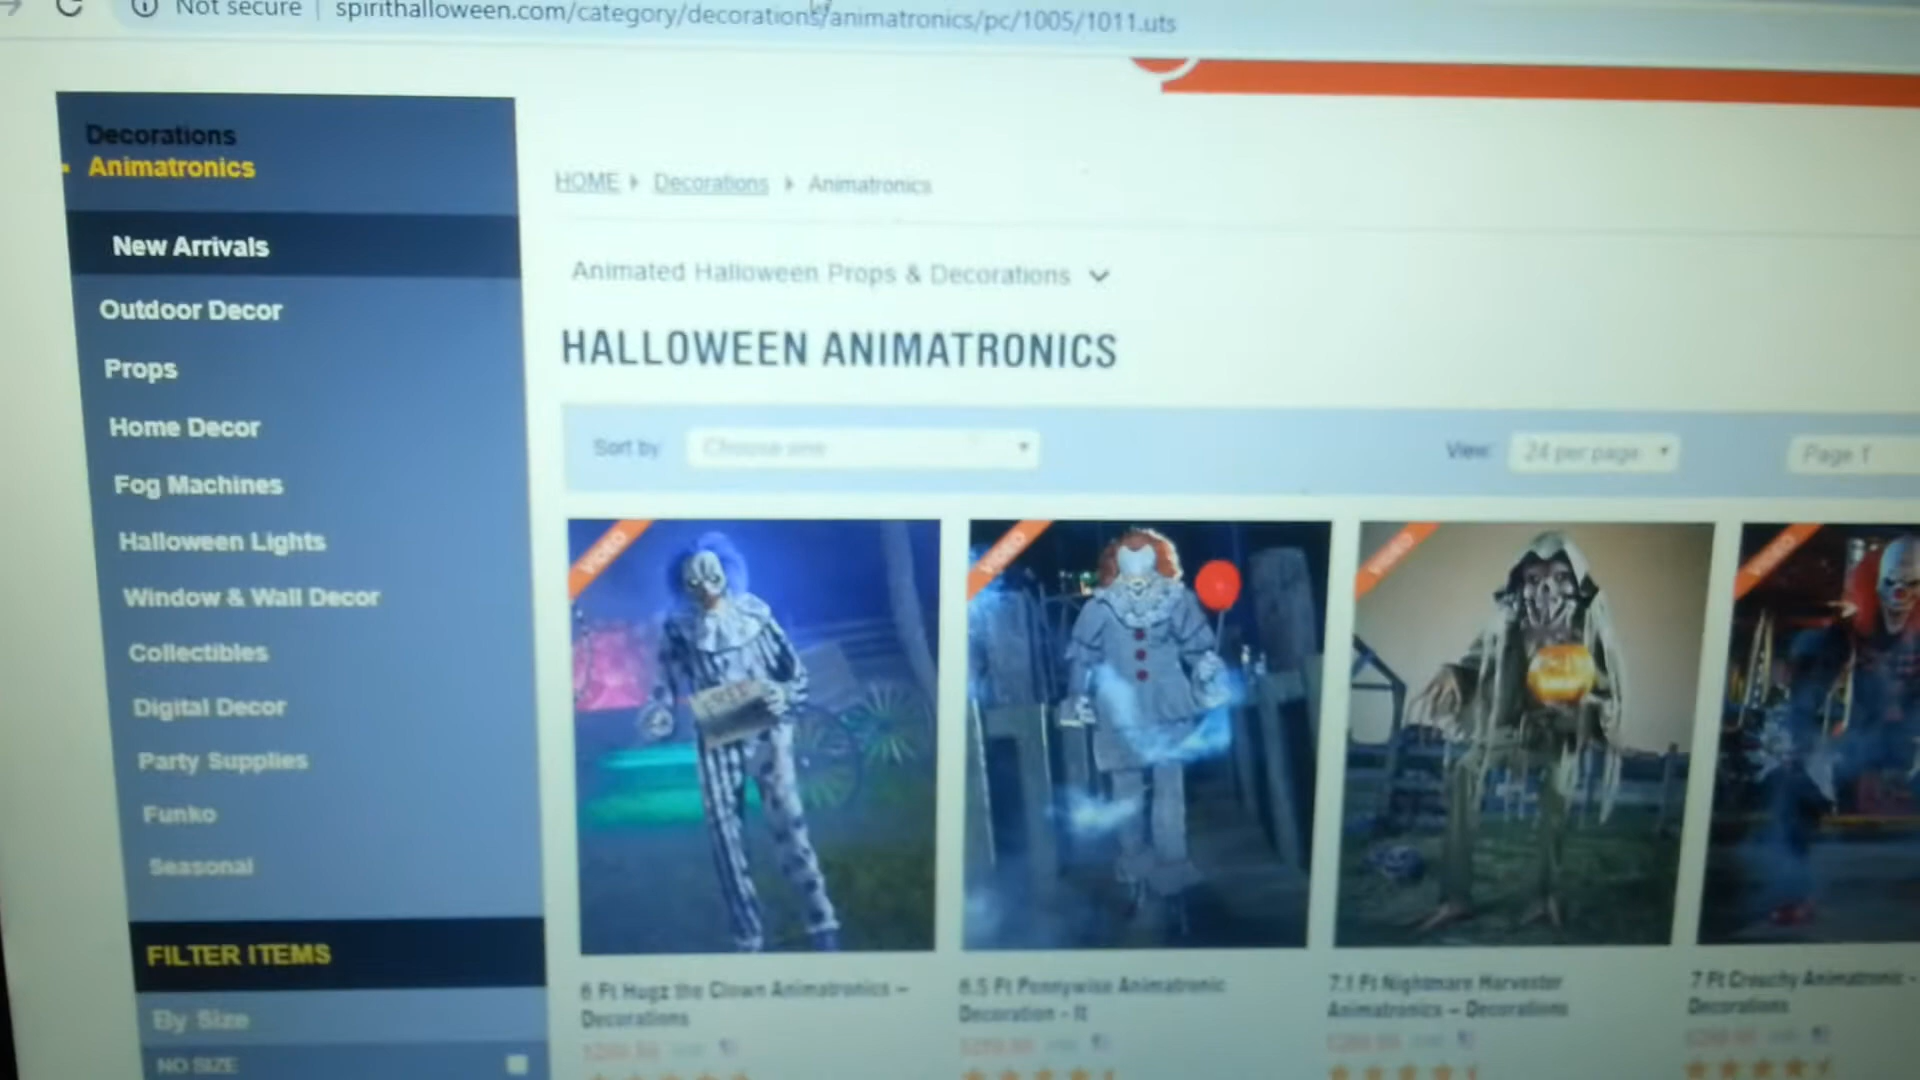 Not secure | spirithalloween.com/category/decorations/animatronics/pc/1005/1011.uts
Decorations
Animatronics
New Arrivals
Outdoor Decor
Props
Home Decor
Fog Machines
Halloween Lights
Window & Wall Decor
Collectibles
Digital Decor
Party Supplies
Funko
Seasonal
FILTER ITEMS
By Size
NO SIZE
HOME Decorations Animatronics
Animated Halloween Props & Decorations
HALLOWEEN ANIMATRONICS
Sort by Choose one View 24 per page Page 1
VIDEO
VIDEO
VIDEO
VIDEO
6 Ft Hugz the Clown Animatronics –
Decorations
6.5 Ft Pennywise Animatronic
Decoration - It
7.1 Ft Nightmare Harvester
Animatronics – Decorations
7 Ft Crouchy Animatronic -
Decorations